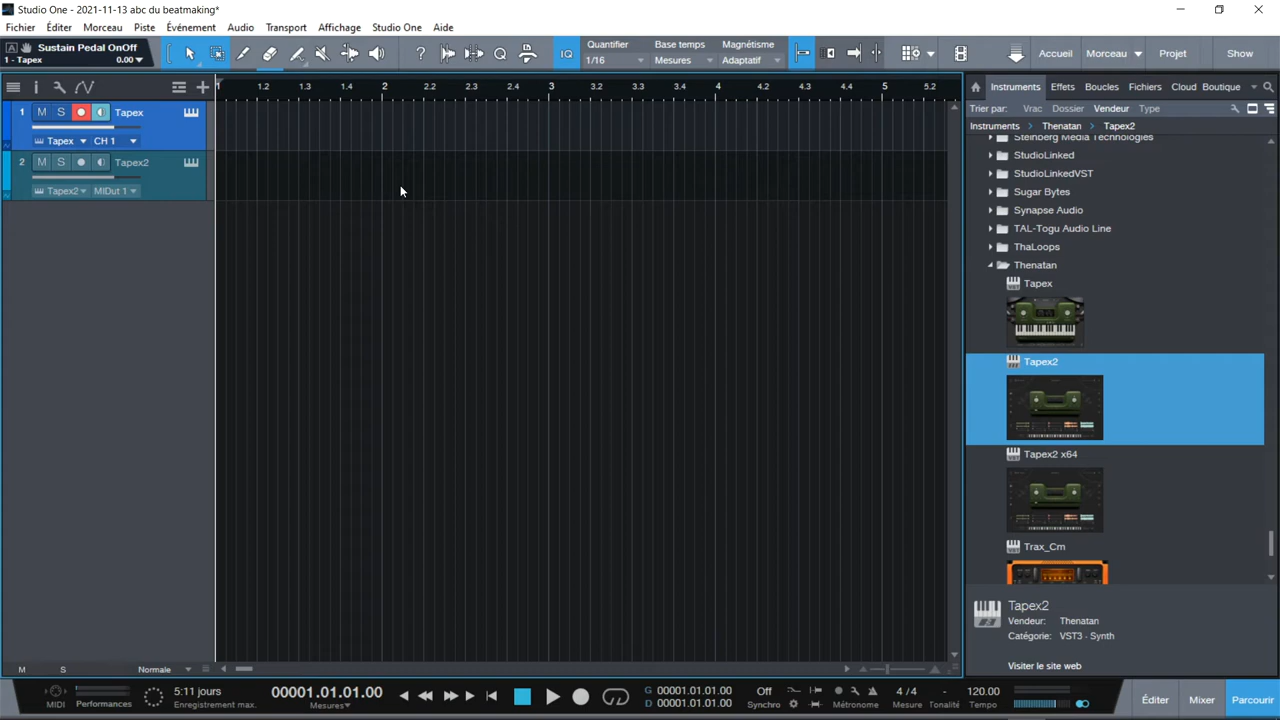 Studio One - 2021-11-13 abc du beatmaking*
Fichier Éditer Morceau Piste Événement Audio Transport Affichage Studio One Aide
A Sustain Pedal OnOff
1 - Tapex 0.00
IQ
Quantifier
1/16
Base temps
Mesures
Magnétisme
Adaptatif
Accueil Morceau Projet Show
1 1.2 1.3 1.4 2 2.2 2.3 2.4 3 3.2 3.3 3.4 4 4.2 4.3 4.4 5 5.2
1 M S Tapex
Tapex CH 1
2 M S Tapex2
Tapex2 MIDut 1
Instruments Effets Boucles Fichiers Cloud Boutique
Trier par: Vrac Dossier Vendeur Type
Instruments Thenatan Tapex2
Steinberg Media Technologies
StudioLinked
StudioLinkedVST
Sugar Bytes
Synapse Audio
TAL-Togu Audio Line
ThaLoops
Thenatan
Tapex
Tapex2
Tapex2 x64
Trax_Cm
Tapex2
Vendeur: Thenatan
Catégorie: VST3 - Synth
Visiter le site web
M S Normale
MIDI
Performances
5:11 jours
Enregistrement max.
00001.01.01.00
Mesures
G 00001.01.01.00
D 00001.01.01.00
Off
Synchro
Métronome
4 / 4
Mesure
-
Tonalité
120.00
Tempo
Éditer Mixer Parcourir